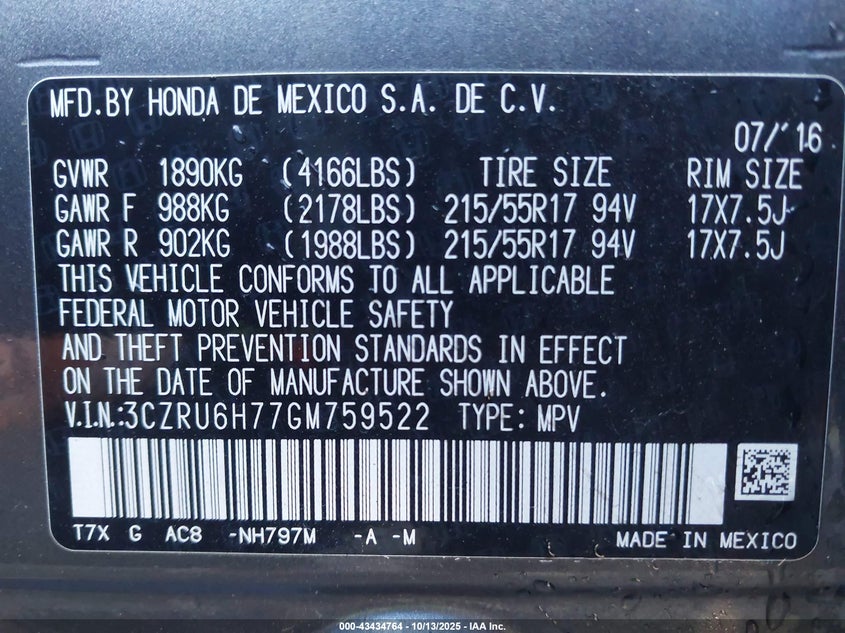 MFD.BY HONDA DE MEXICO S.A. DE C.V.
07/'16
GVWR 1890KG (4166LBS) TIRE SIZE RIM SIZE
GAWR F 988KG (2178LBS) 215/55R17 94V 17X7.5J
GAWR R 902KG (1988LBS) 215/55R17 94V 17X7.5J
THIS VEHICLE CONFORMS TO ALL APPLICABLE
FEDERAL MOTOR VEHICLE SAFETY
AND THEFT PREVENTION STANDARDS IN EFFECT
ON THE DATE OF MANUFACTURE SHOWN ABOVE.
V.I.N.:3CZRU6H77GM759522 TYPE: MPV
T7X G AC8 -NH797M -A -M MADE IN MEXICO
000-43434764 - 10/13/2025 - IAA Inc.